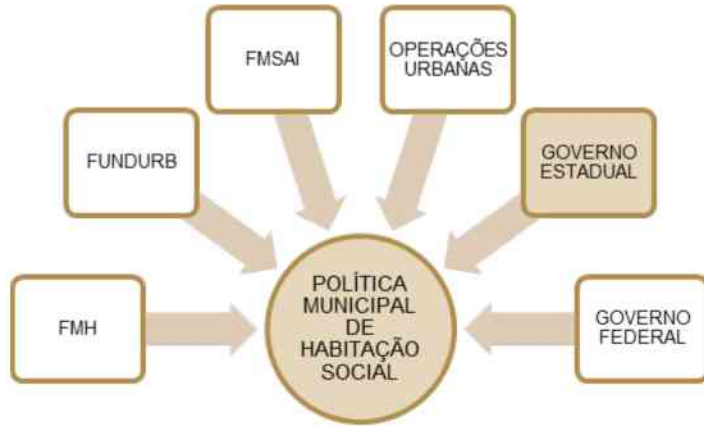 FMSAI
OPERAÇÕES
URBANAS
FUNDURB
GOVERNO
ESTADUAL
FMH
POLÍTICA
MUNICIPAL
DE
HABITAÇÃO
SOCIAL
GOVERNO
FEDERAL